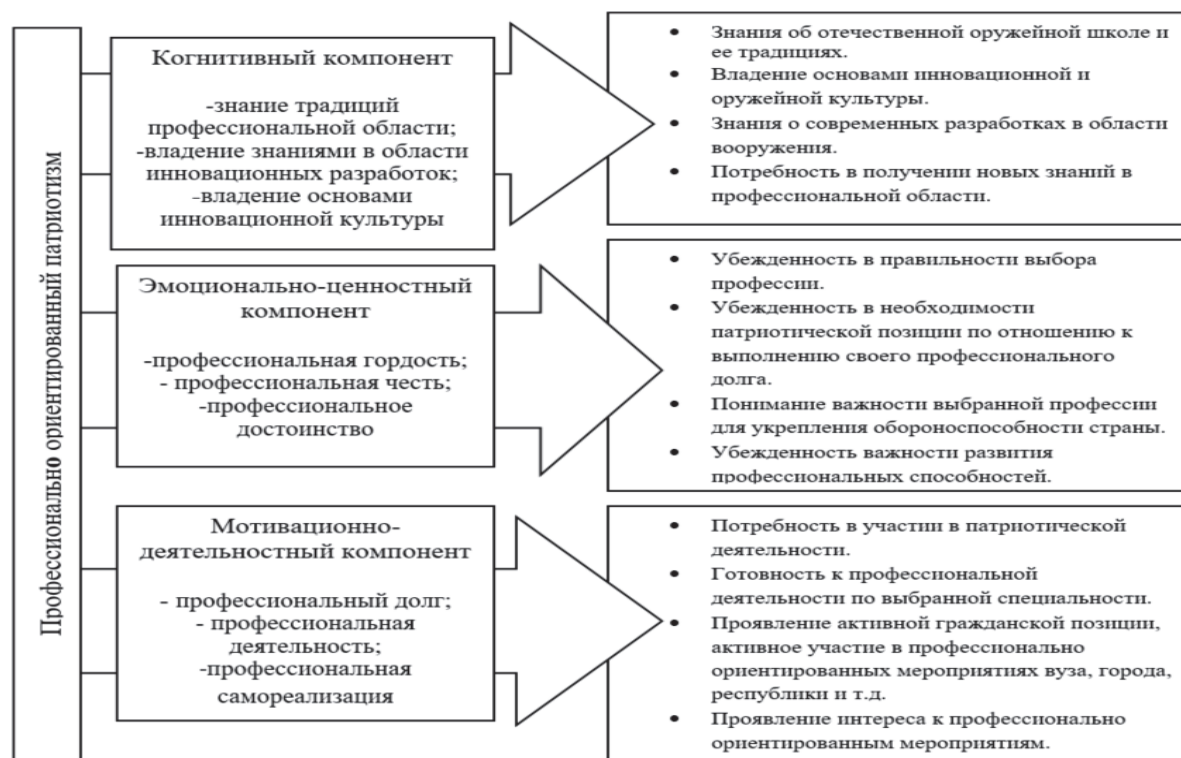 Профессионально ориентированный патриотизм
Когнитивный компонент
-знание традиций
профессиональной области;
-владение знаниями в области
инновационных разработок;
-владение основами
инновационной культуры
• Знания об отечественной оружейной школе и
ее традициях.
• Владение основами инновационной и
оружейной культуры.
• Знания о современных разработках в области
вооружения.
• Потребность в получении новых знаний в
профессиональной области.
Эмоционально-ценностный
компонент
-профессиональная гордость;
- профессиональная честь;
-профессиональное
достоинство
• Убежденность в правильности выбора
профессии.
• Убежденность в необходимости
патриотической позиции по отношению к
выполнению своего профессионального
долга.
• Понимание важности выбранной профессии
для укрепления обороноспособности страны.
• Убежденность важности развития
профессиональных способностей.
Мотивационно-
деятельностный компонент
- профессиональный долг;
- профессиональная
деятельность;
-профессиональная
самореализация
• Потребность в участии в патриотической
деятельности.
• Готовность к профессиональной
деятельности по выбранной специальности.
• Проявление активной гражданской позиции,
активное участие в профессионально
ориентированных мероприятиях вуза, города,
республики и т.д.
• Проявление интереса к профессионально
ориентированным мероприятиям.